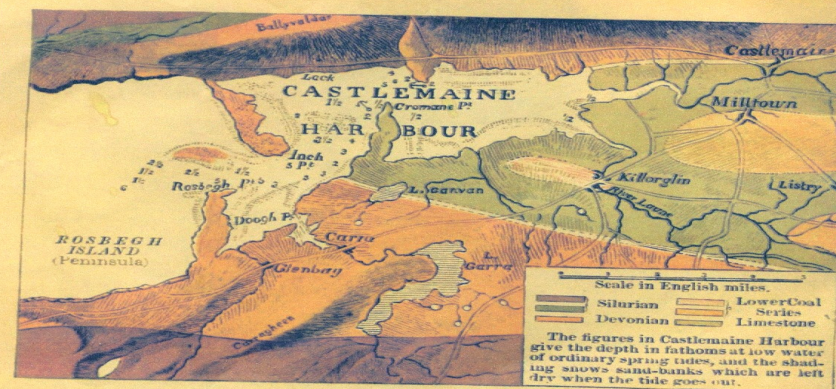 Ballyvaldar
Castlemaine
Lack
CASTLEMAINE
Cromane Pt
HARBOUR
Milltown
Inch
Pt
Rosbegh Pt
L. Canvan
Killorglin
River Laune
Listry
Doogh P.
ROSBEGH
ISLAND
(Peninsula)
Carra
Glenbay
L.
Carra
Scale in English miles.
Silurian
Devonian
Lower Coal
Series
Limestone
The figures in Castlemaine Harbour
give the depth in fathoms at low water
of ordinary spring tides, and the shad-
ing shows sand-banks which are left
dry when the tide goes out.